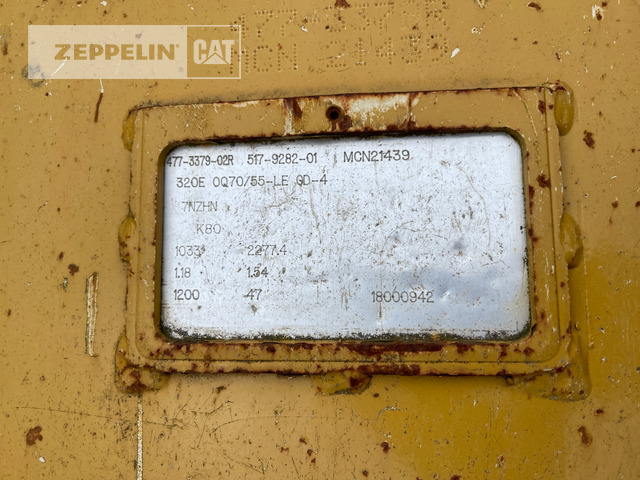 ZEPPELIN CAT
477-3379-02R 517-9282-01 MCN21439
320E OQ70/55-LE GD-4
7NZHN
K80
1033 2277.4
1.18 1.54
1200 47 18000942